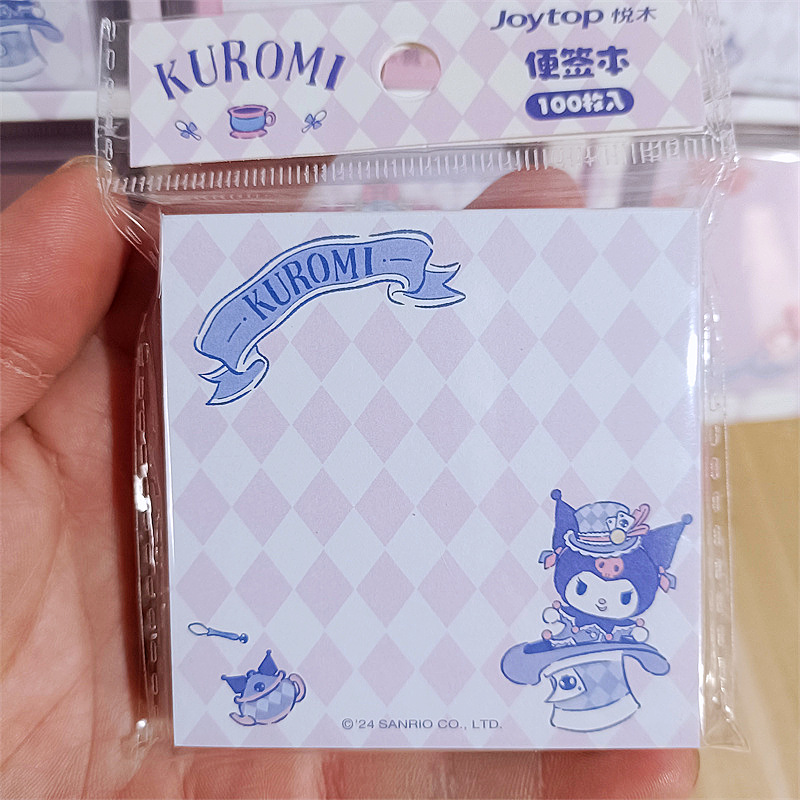 KUROMI
Joytop 悦木
便签本
100枚入
KUROMI
©'24 SANRIO CO., LTD.